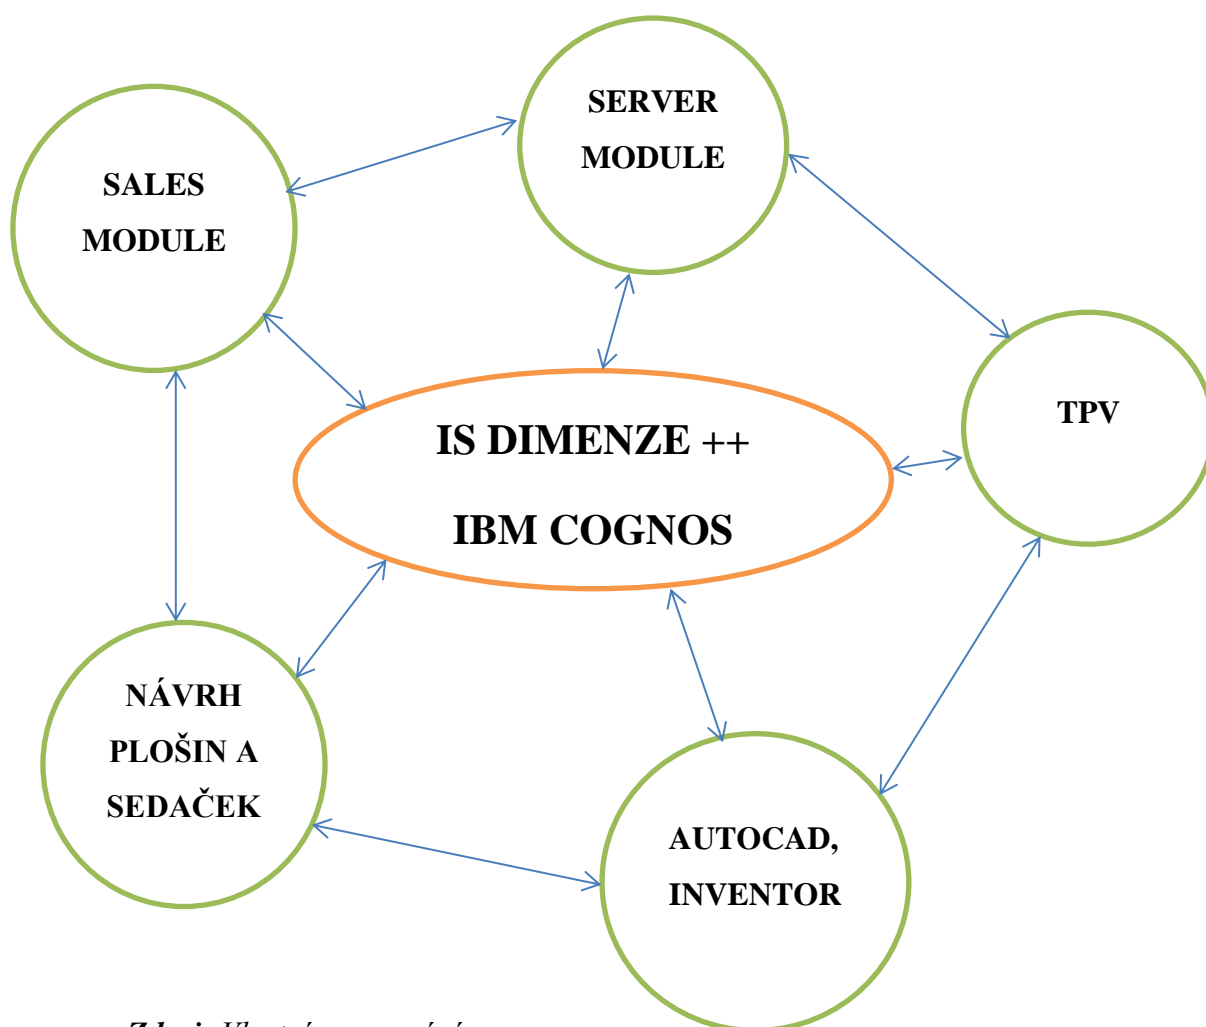 SERVER
MODULE
SALES
MODULE
TPV
IS DIMENZE ++
IBM COGNOS
NÁVRH
PLOŠIN A
SEDAČEK
AUTOCAD,
INVENTOR